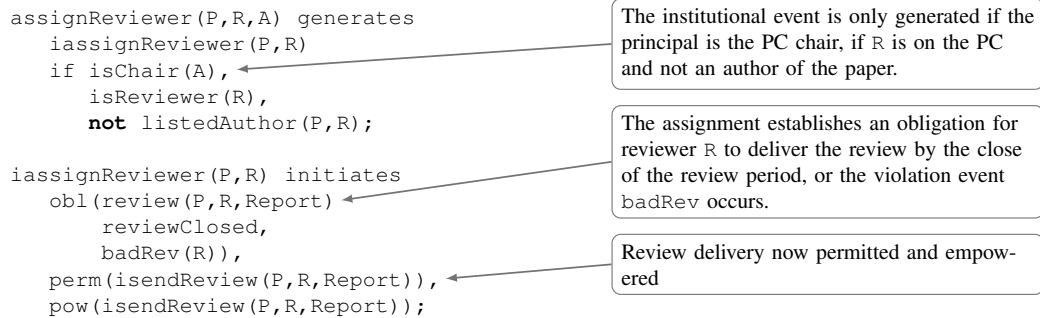 assignReviewer(P,R,A) generates
iassignReviewer(P,R)
if isChair(A),
isReviewer(R),
not listedAuthor(P,R);
The institutional event is only generated if the
principal is the PC chair, if R is on the PC
and not an author of the paper.
iassignReviewer(P,R) initiates
obl(review(P,R,Report)
reviewClosed,
badRev(R)),
perm(isendReview(P,R,Report)),
pow(isendReview(P,R,Report));
The assignment establishes an obligation for
reviewer R to deliver the review by the close
of the review period, or the violation event
badRev occurs.
Review delivery now permitted and empow-
ered